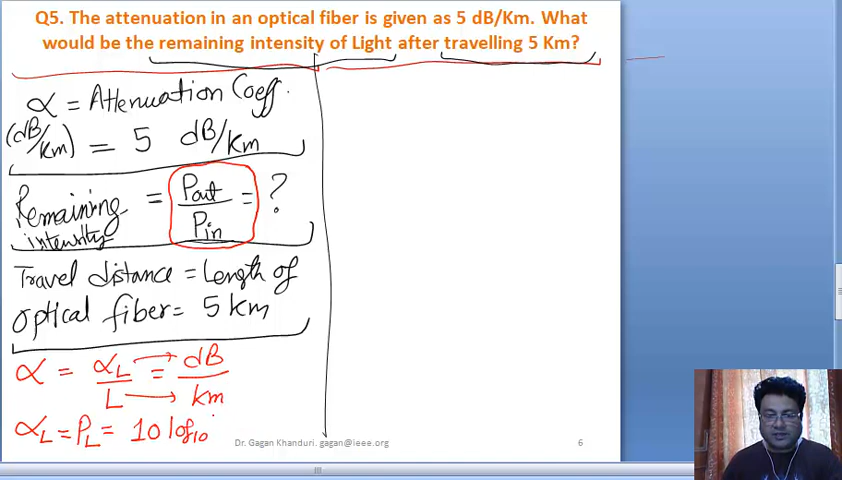 Q5. The attenuation in an optical fiber is given as 5 dB/Km. What
would be the remaining intensity of Light after travelling 5 Km?
α = Attenuation Coeff.
(dB/km) = 5 dB/km
Remaining intensity = Pout/Pin = ?
Travel distance = Length of
optical fiber = 5 km
α = αL/L = dB/km
αL = PL = 10 log10
Dr. Gagan Khanduri. gagan@ieee.org
6